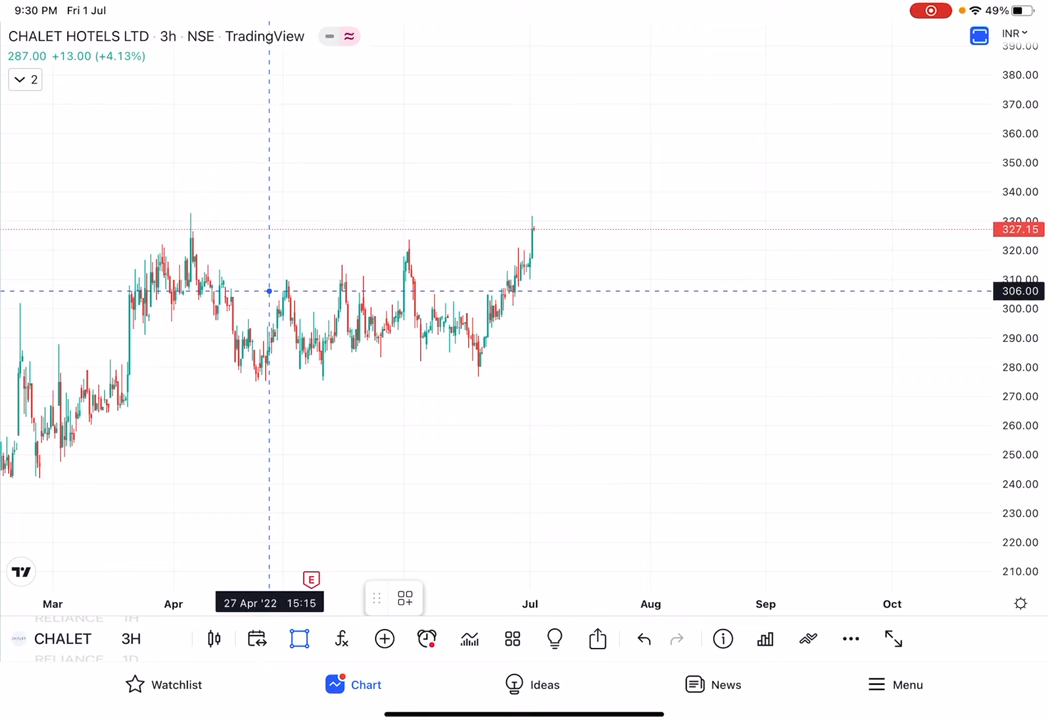 9:30 PM Fri 1 Jul 49%
CHALET HOTELS LTD · 3h · NSE · TradingView
INR
287.00 +13.00 (+4.13%)
2
390.00
380.00
370.00
360.00
350.00
340.00
330.00
327.15
320.00
310.00
306.00
300.00
290.00
280.00
270.00
260.00
250.00
240.00
230.00
220.00
210.00
E
Mar Apr 27 Apr '22 15:15 Jul Aug Sep Oct
RELIANCE 1H
CHALET 3H
RELIANCE 1D
Watchlist Chart Ideas News Menu